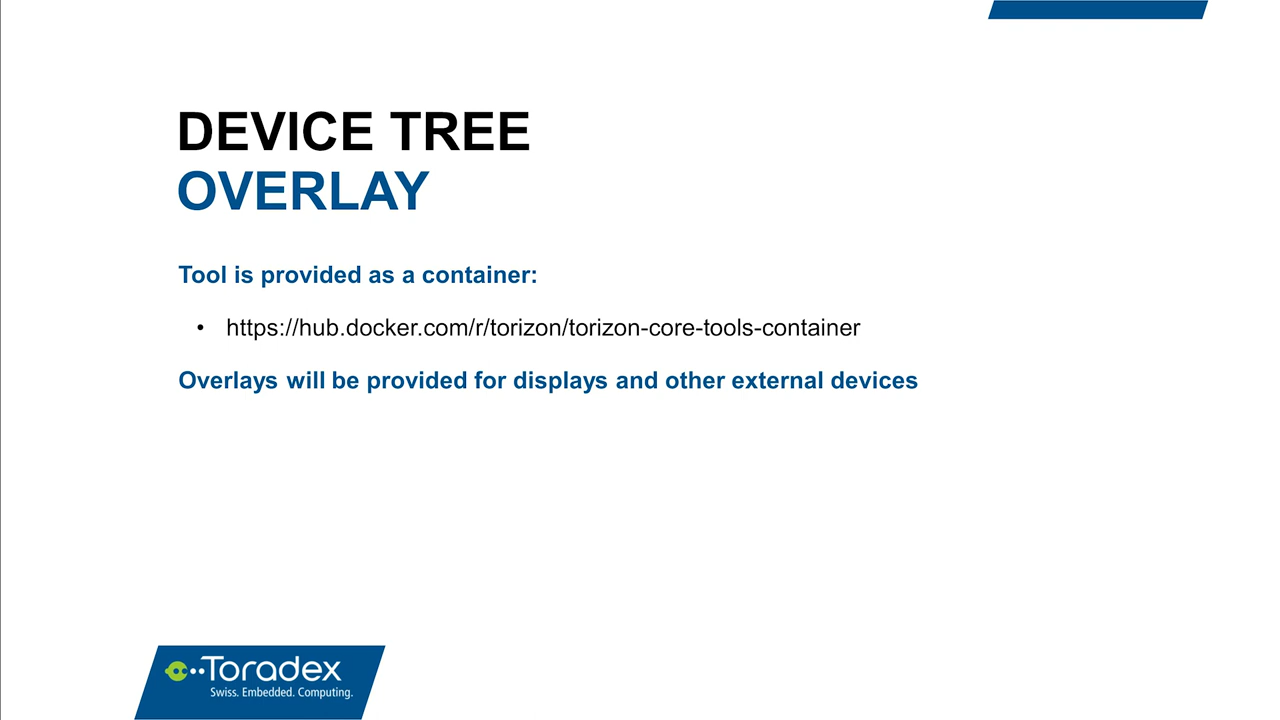 DEVICE TREE
OVERLAY
Tool is provided as a container:
• https://hub.docker.com/r/torizon/torizon-core-tools-container
Overlays will be provided for displays and other external devices
Toradex
Swiss. Embedded. Computing.